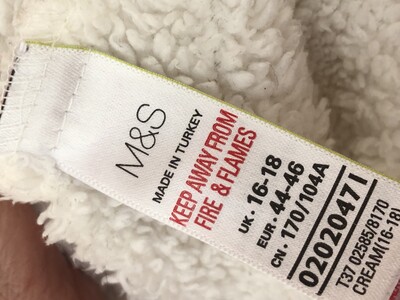 M&S
MADE IN TURKEY
KEEP AWAY FROM
FIRE & FLAMES
UK. 16-18
EUR. 44-46
CN. 170/104A
02020471
T37 02585/8170
CREAM(16-18)